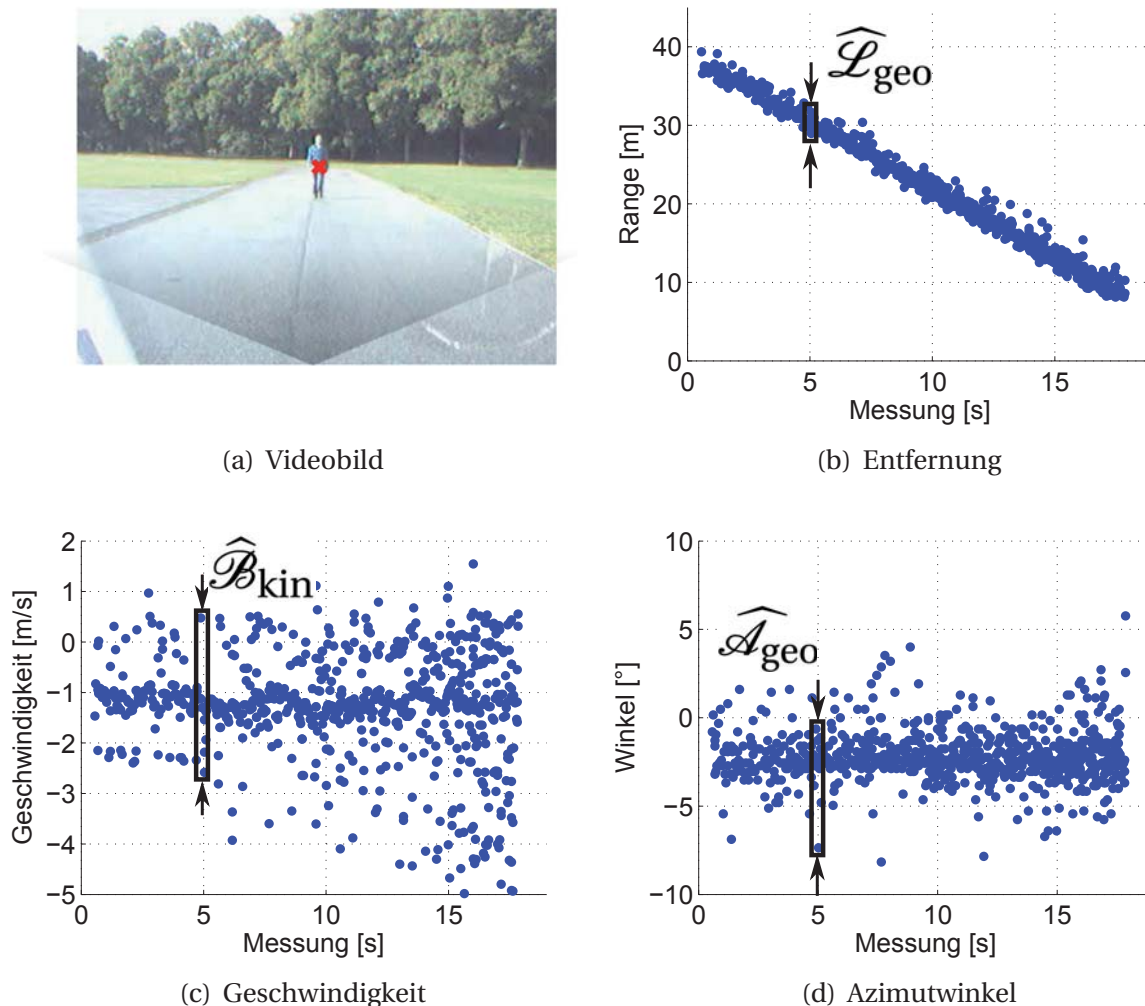 (a) Videobild
40
30
20
10
0
0 5 10 15
Range [m]
Messung [s]
ℒ̂geo
(b) Entfernung
2
1
0
−1
−2
−3
−4
−5
0 5 10 15
Geschwindigkeit [m/s]
Messung [s]
ℬ̂kin
(c) Geschwindigkeit
10
5
0
−5
−10
0 5 10 15
Winkel [°]
Messung [s]
𝒜̂geo
(d) Azimutwinkel